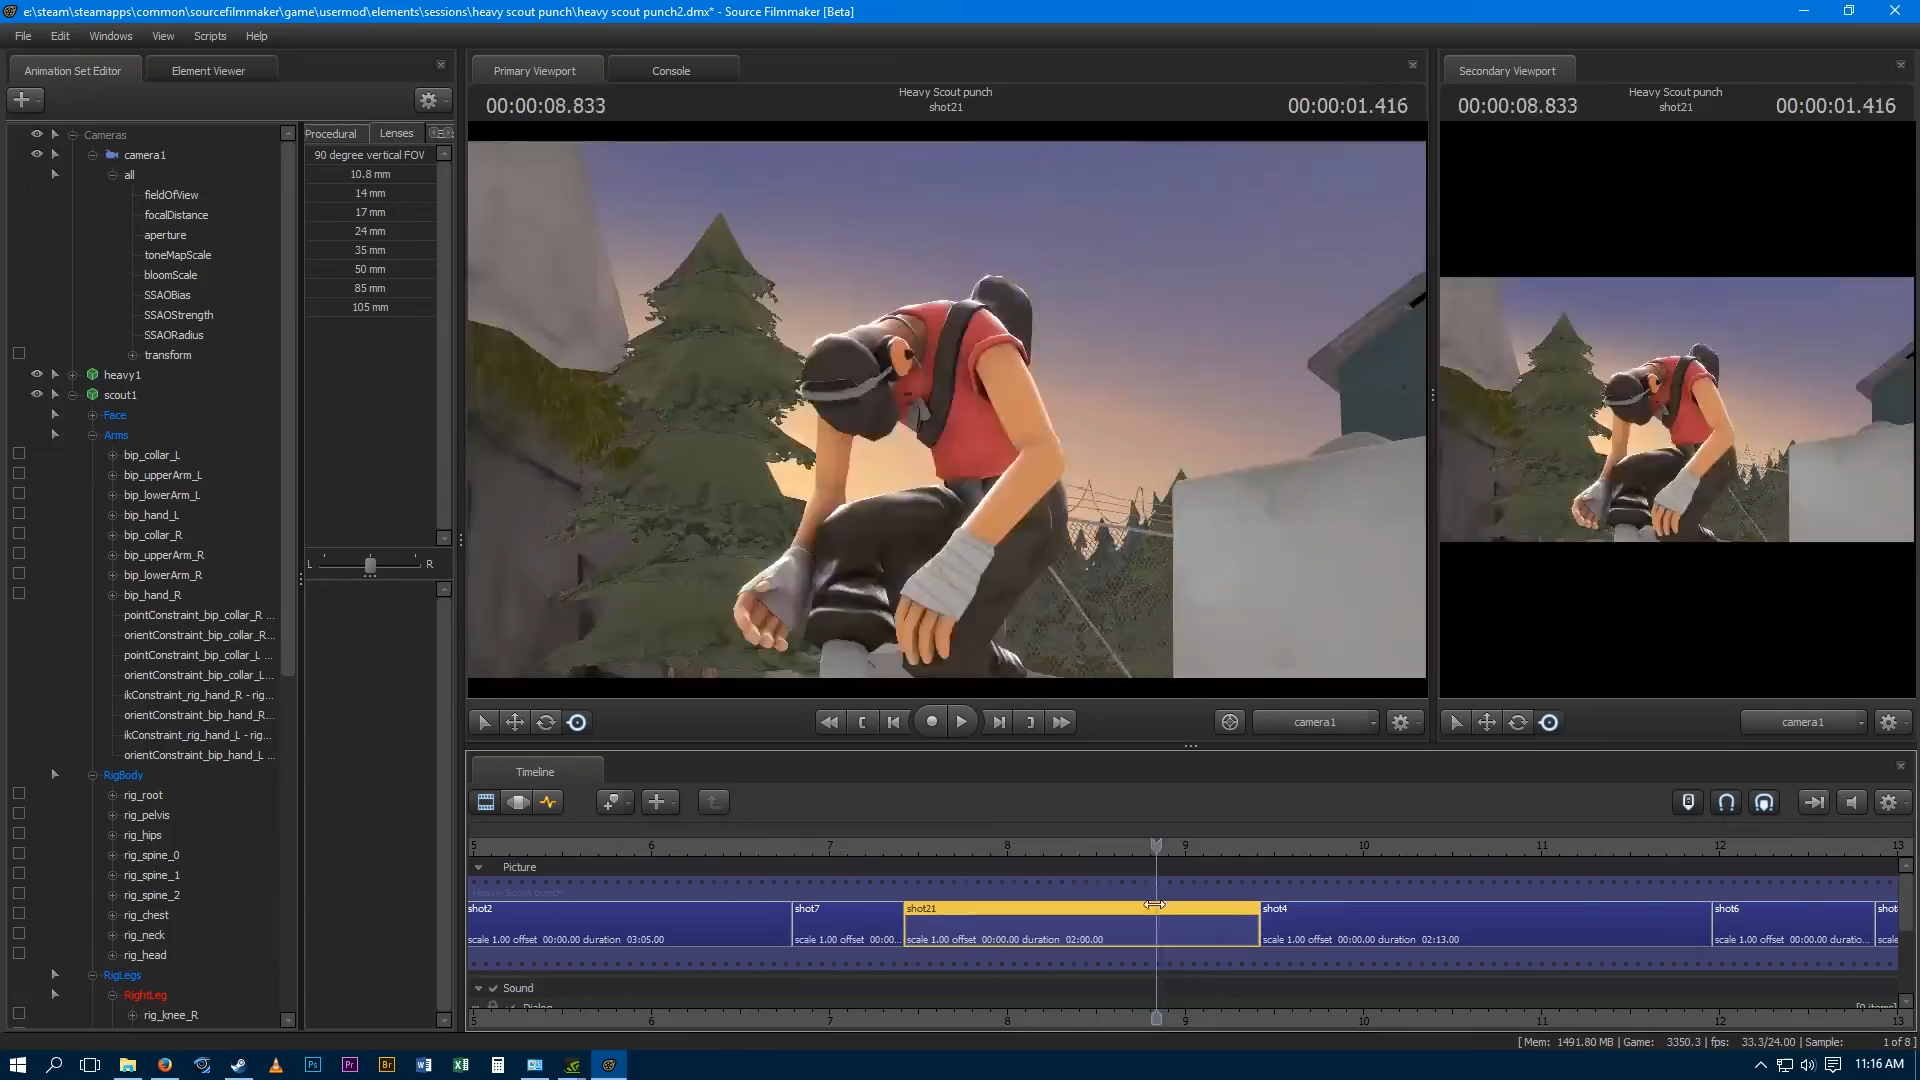 e:\steam\steamapps\common\sourcefilmmaker\game\usermod\elements\sessions\heavy scout punch\heavy scout punch2.dmx* - Source Filmmaker [Beta]
File Edit Windows View Scripts Help
Animation Set Editor
Element Viewer
Cameras
camera1
all
fieldOfView
focalDistance
aperture
toneMapScale
bloomScale
SSAOBias
SSAOStrength
SSAORadius
transform
heavy1
scout1
Face
Arms
bip_collar_L
bip_upperArm_L
bip_lowerArm_L
bip_hand_L
bip_collar_R
bip_upperArm_R
bip_lowerArm_R
bip_hand_R
pointConstraint_bip_collar_R ...
orientConstraint_bip_collar_R...
pointConstraint_bip_collar_L ...
orientConstraint_bip_collar_L...
ikConstraint_rig_hand_R - rig...
orientConstraint_bip_hand_R...
ikConstraint_rig_hand_L - rig...
orientConstraint_bip_hand_L ...
RigBody
rig_root
rig_pelvis
rig_hips
rig_spine_0
rig_spine_1
rig_spine_2
rig_chest
rig_neck
rig_head
RigLegs
RightLeg
rig_knee_R
Procedural Lenses
90 degree vertical FOV
10.8 mm
14 mm
17 mm
24 mm
35 mm
50 mm
85 mm
105 mm
L R
Primary Viewport
Console
00:00:08.833
Heavy Scout punch
shot21
00:00:01.416
camera1
Secondary Viewport
00:00:08.833
Heavy Scout punch
shot21
00:00:01.416
camera1
Timeline
5 6 7 8 9 10 11 12 13
Picture
Heavy Scout punch
shot2 shot7 shot21 shot4 shot6 shot
scale 1.00 offset 00:00.00 duration 03:05.00
scale 1.00 offset 00:00...
scale 1.00 offset 00:00.00 duration 02:00.00
scale 1.00 offset 00:00.00 duration 02:13.00
scale 1.00 offset 00:00.00 duratio...
scale
Sound
Dialog
[0 items]
5 6 7 8 9 10 11 12 13
[ Mem: 1491.80 MB | Game: 3350.3 | fps: 33.3/24.00 | Sample: 1 of 8 ]
Ps Pr Br
11:16 AM